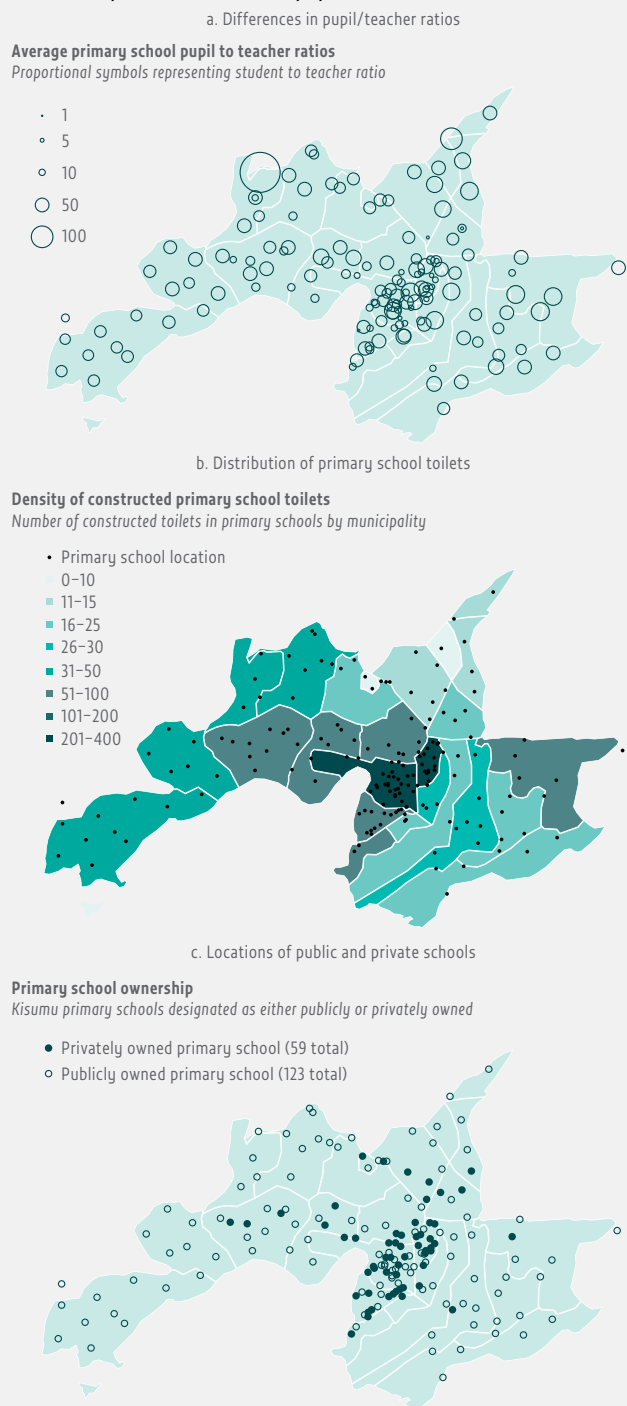 a. Differences in pupil/teacher ratios
Average primary school pupil to teacher ratios
Proportional symbols representing student to teacher ratio
1
5
10
50
100
b. Distribution of primary school toilets
Density of constructed primary school toilets
Number of constructed toilets in primary schools by municipality
Primary school location
0–10
11–15
16–25
26–30
31–50
51–100
101–200
201–400
c. Locations of public and private schools
Primary school ownership
Kisumu primary schools designated as either publicly or privately owned
Privately owned primary school (59 total)
Publicly owned primary school (123 total)